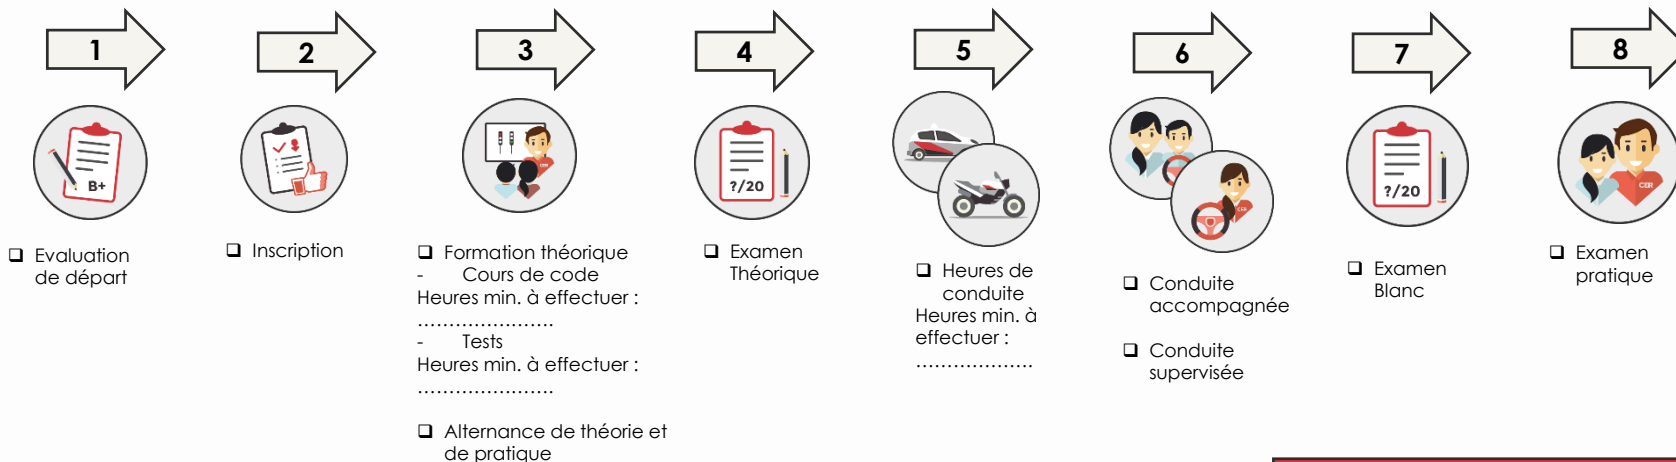 1
2
3
4
5
6
7
8
B+
?/20
?/20
CER
❑ Evaluation
de départ
❑ Inscription
❑ Formation théorique
- Cours de code
Heures min. à effectuer :
......................
- Tests
Heures min. à effectuer :
......................
❑ Alternance de théorie et
de pratique
❑ Examen
Théorique
❑ Heures de
conduite
Heures min. à
effectuer :
...................
❑ Conduite
accompagnée
❑ Conduite
supervisée
❑ Examen
Blanc
❑ Examen
pratique